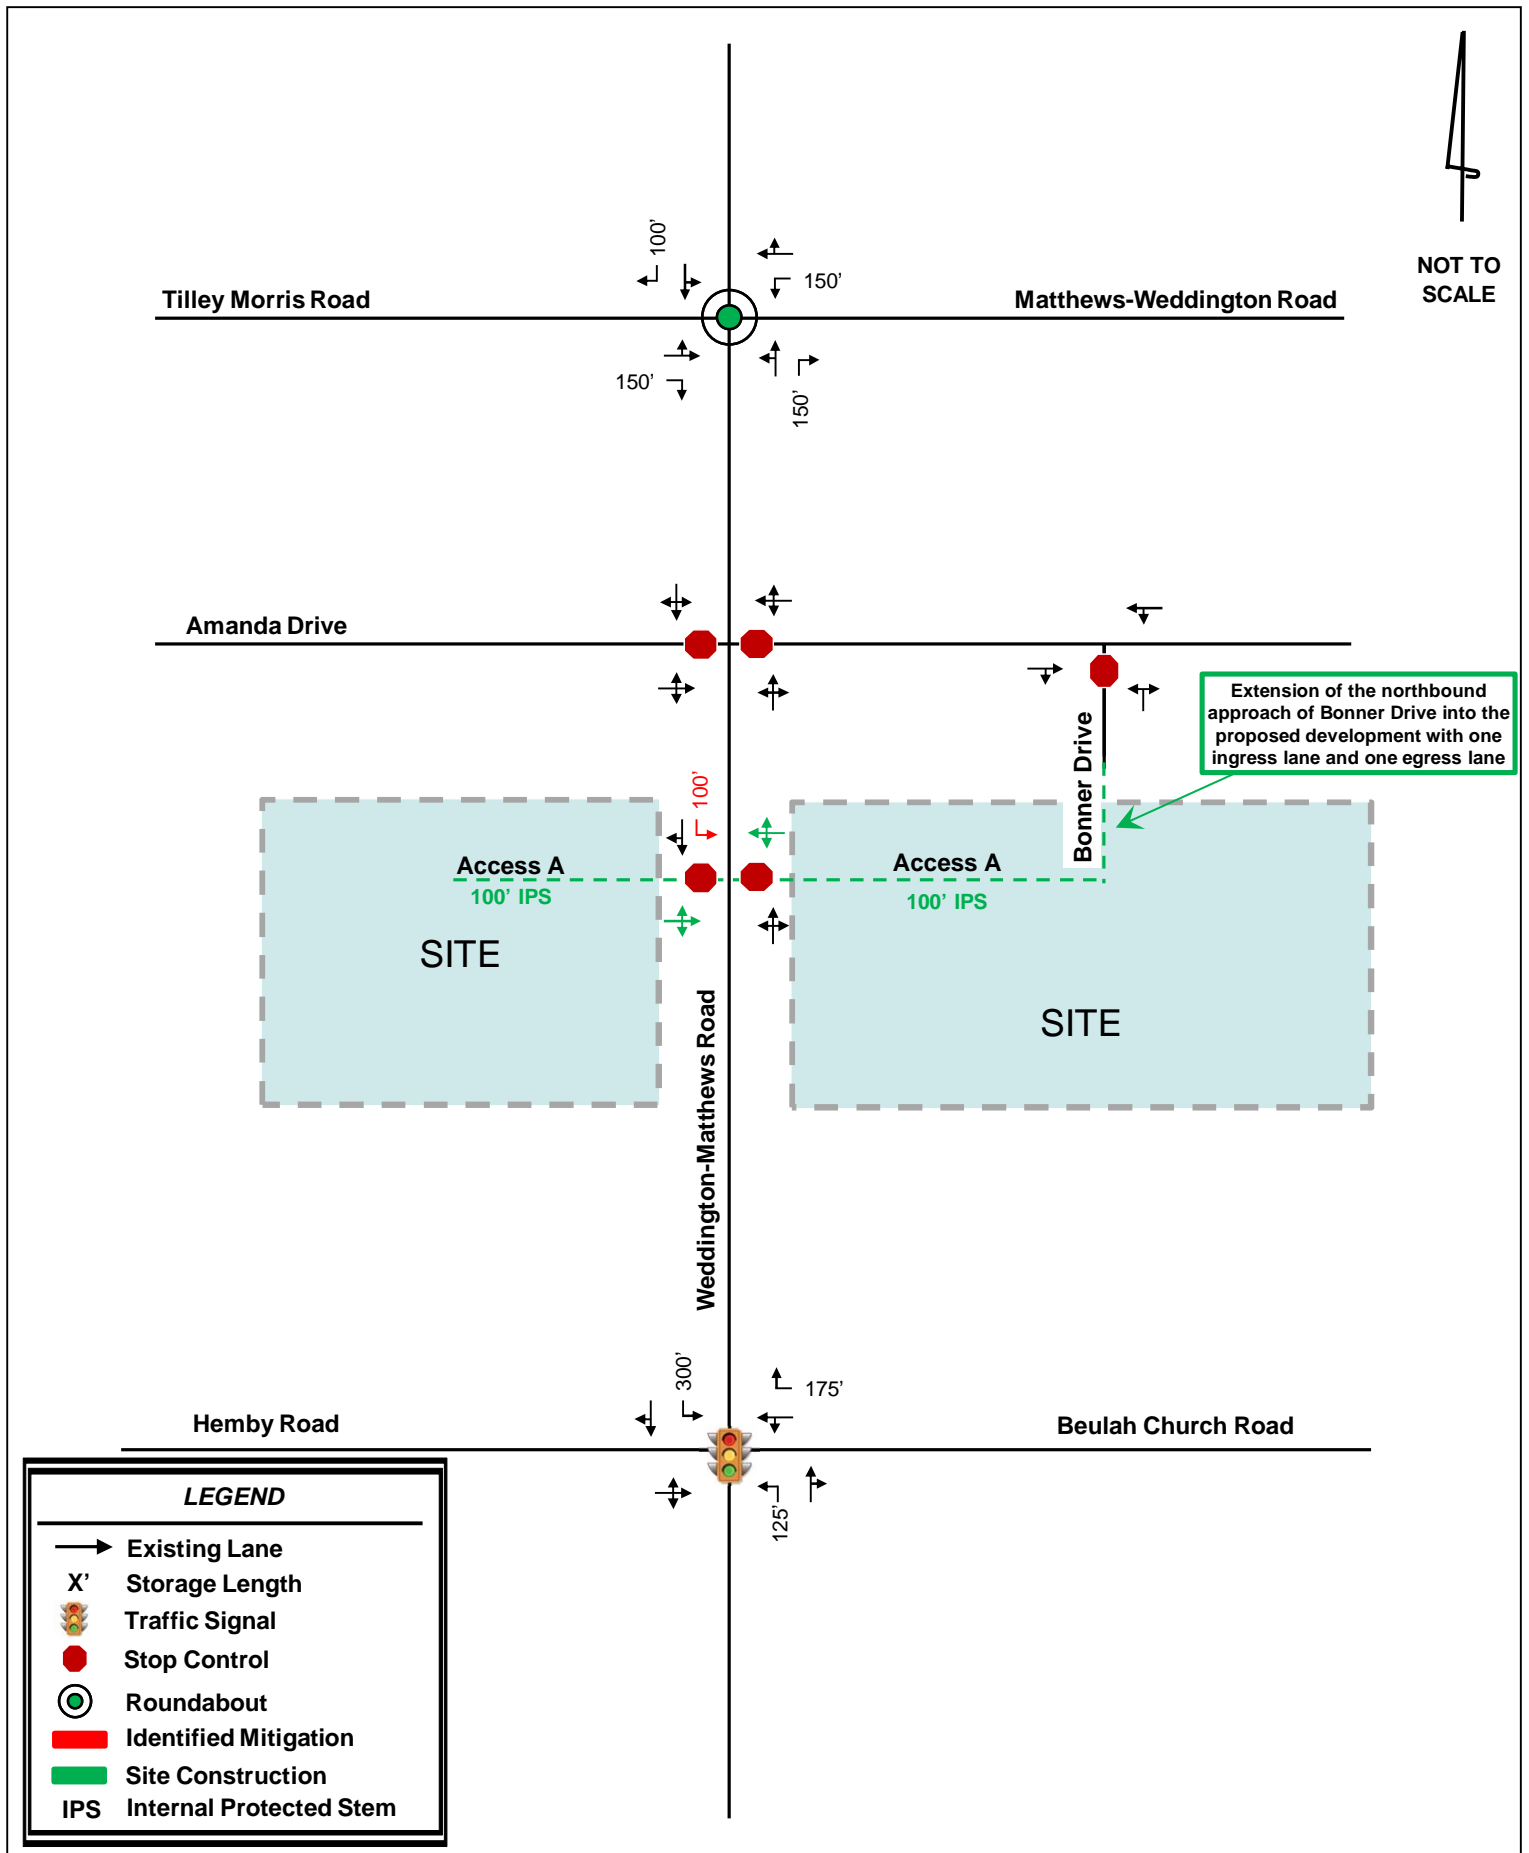 NOT TO
SCALE
100'
150'
Tilley Morris Road
Matthews-Weddington Road
150'
150'
Amanda Drive
Extension of the northbound
approach of Bonner Drive into the
proposed development with one
ingress lane and one egress lane
Bonner Drive
100'
Access A
100' IPS
Access A
100' IPS
SITE
SITE
Weddington-Matthews Road
300'
175'
Hemby Road
Beulah Church Road
125'
LEGEND
Existing Lane
X' Storage Length
Traffic Signal
Stop Control
Roundabout
Identified Mitigation
Site Construction
IPS Internal Protected Stem